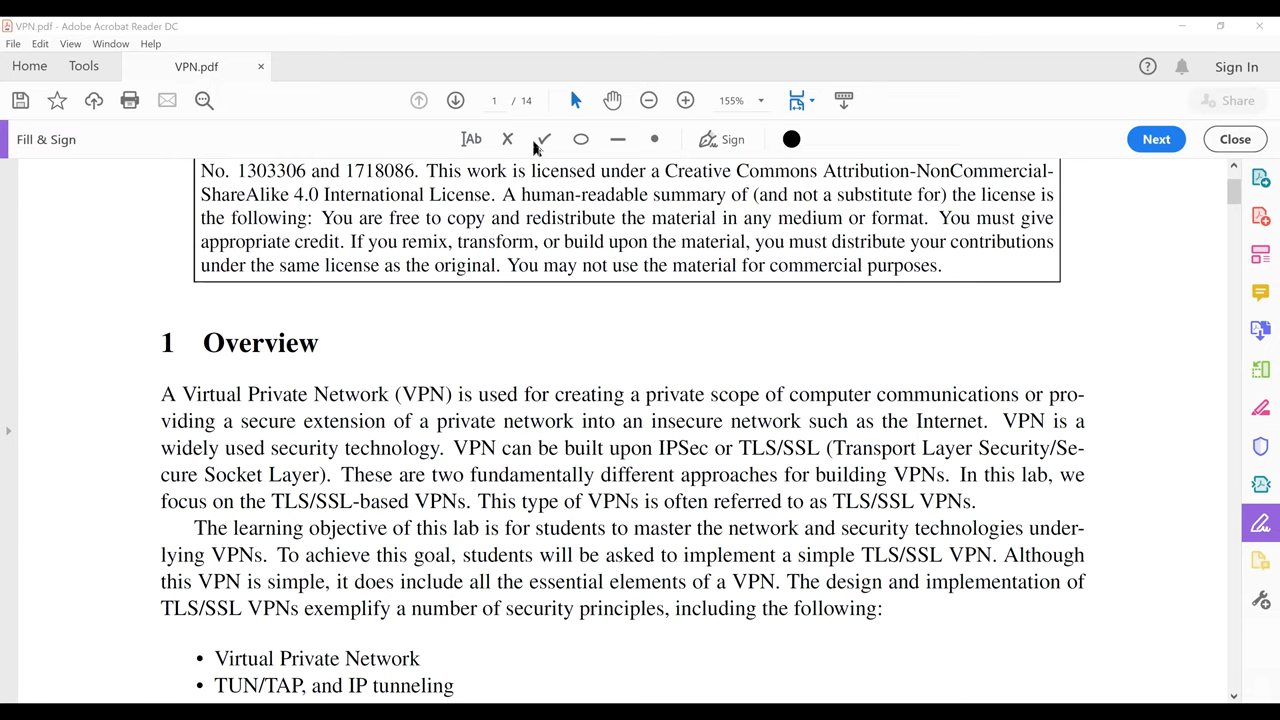 VPN.pdf - Adobe Acrobat Reader DC
File Edit View Window Help
Home Tools VPN.pdf × Sign In
1 / 14 155% Share
Fill & Sign Ab Sign Next Close
No. 1303306 and 1718086. This work is licensed under a Creative Commons Attribution-NonCommercial-
ShareAlike 4.0 International License. A human-readable summary of (and not a substitute for) the license is
the following: You are free to copy and redistribute the material in any medium or format. You must give
appropriate credit. If you remix, transform, or build upon the material, you must distribute your contributions
under the same license as the original. You may not use the material for commercial purposes.
1 Overview
A Virtual Private Network (VPN) is used for creating a private scope of computer communications or pro-
viding a secure extension of a private network into an insecure network such as the Internet. VPN is a
widely used security technology. VPN can be built upon IPSec or TLS/SSL (Transport Layer Security/Se-
cure Socket Layer). These are two fundamentally different approaches for building VPNs. In this lab, we
focus on the TLS/SSL-based VPNs. This type of VPNs is often referred to as TLS/SSL VPNs.
The learning objective of this lab is for students to master the network and security technologies under-
lying VPNs. To achieve this goal, students will be asked to implement a simple TLS/SSL VPN. Although
this VPN is simple, it does include all the essential elements of a VPN. The design and implementation of
TLS/SSL VPNs exemplify a number of security principles, including the following:
• Virtual Private Network
• TUN/TAP, and IP tunneling